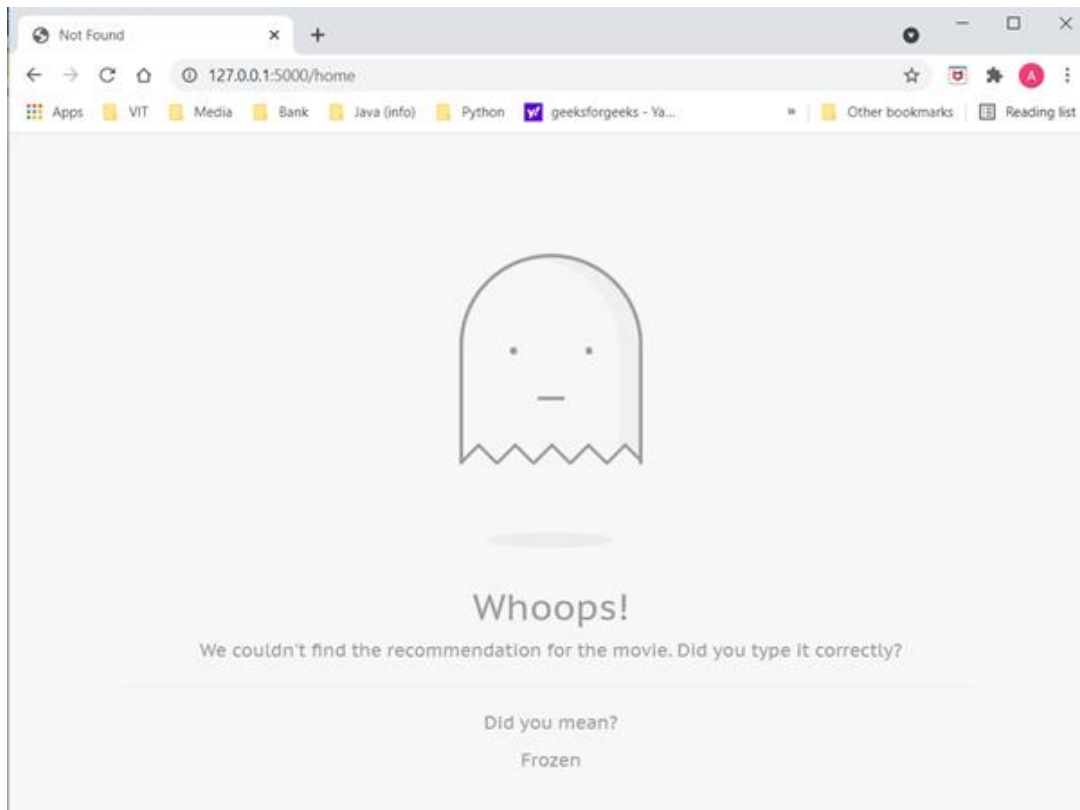 Not Found
127.0.0.1:5000/home
A
Apps VIT Media Bank Java (info) Python y! geeksforgeeks - Ya... » Other bookmarks Reading list
Whoops!
We couldn't find the recommendation for the movie. Did you type it correctly?
Did you mean?
Frozen